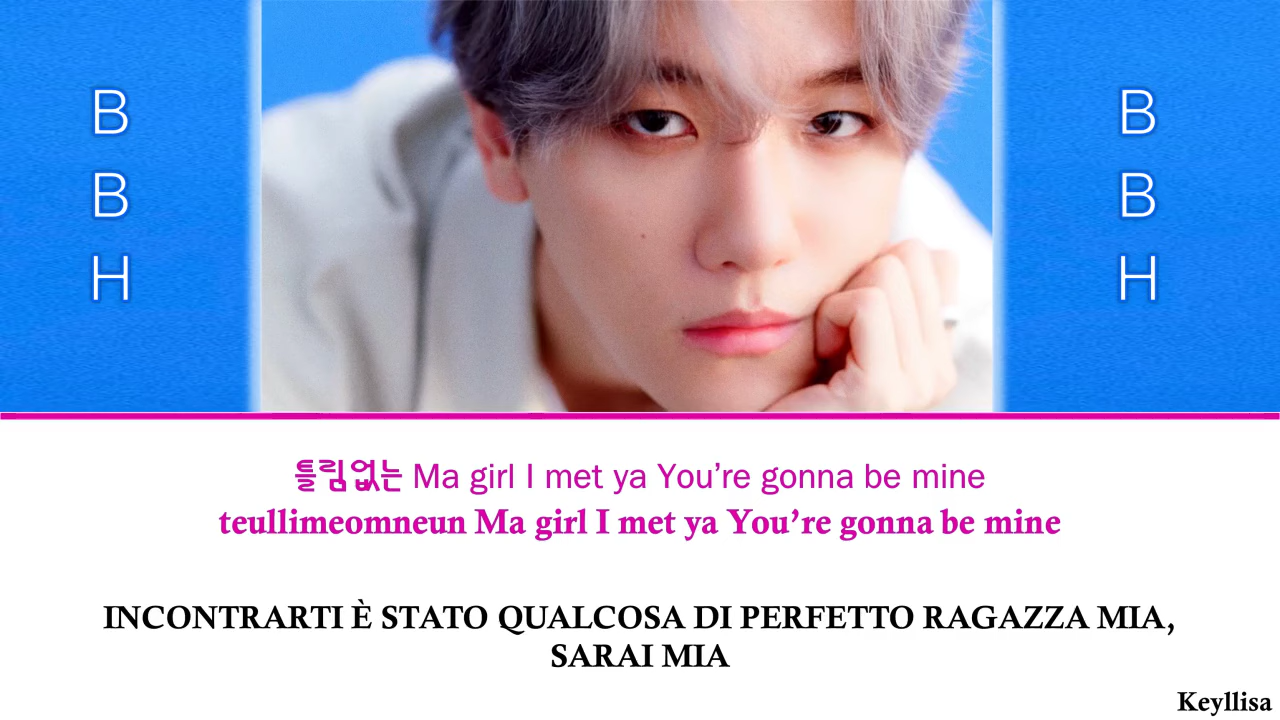 B
B
H
B
B
H
틀림없는 Ma girl I met ya You’re gonna be mine
teullimeomneun Ma girl I met ya You’re gonna be mine
INCONTRARTI È STATO QUALCOSA DI PERFETTO RAGAZZA MIA,
SARAI MIA
Keyllisa